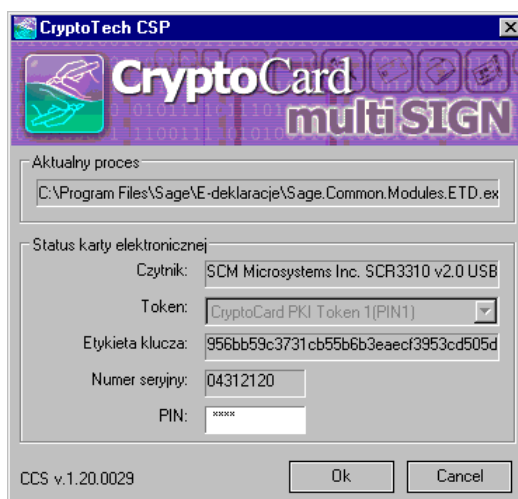 CryptoTech CSP
CryptoCard
multiSIGN
Aktualny proces
C:\Program Files\Sage\E-deklaracje\Sage.Common.Modules.ETD.ex
Status karty elektronicznej
Czytnik: SCM Microsystems Inc. SCR3310 v2.0 USB
Token: CryptoCard PKI Token 1(PIN1)
Etykieta klucza: 956bb59c3731cb55b6b3eaecf3953cd505d
Numer seryjny: 04312120
PIN: ****
CCS v.1.20.0029 Ok Cancel